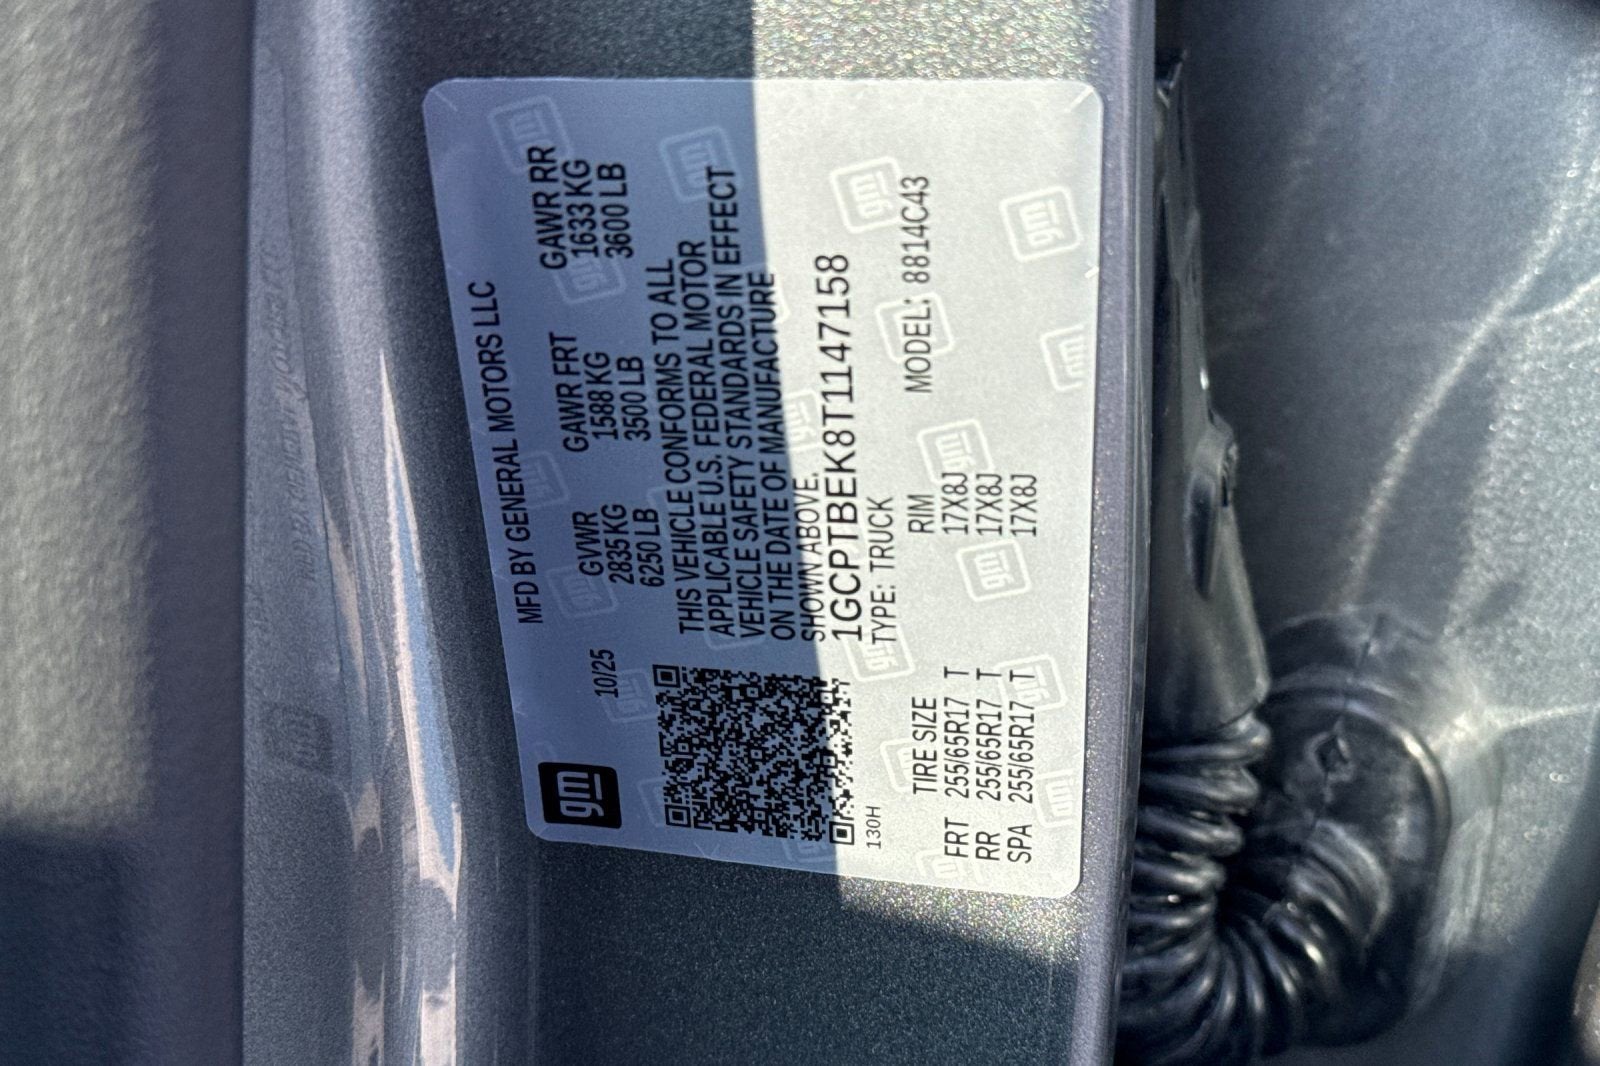 gm
MFD BY GENERAL MOTORS LLC
10/25
GVWR GAWR FRT GAWR RR
2835 KG 1588 KG 1633 KG
6250 LB 3500 LB 3600 LB
THIS VEHICLE CONFORMS TO ALL
APPLICABLE U.S. FEDERAL MOTOR
VEHICLE SAFETY STANDARDS IN EFFECT
ON THE DATE OF MANUFACTURE
SHOWN ABOVE.
1GCPTBEK8T1147158
TYPE: TRUCK MODEL: 8814C43
130H
TIRE SIZE RIM
FRT 255/65R17 T 17X8J
RR 255/65R17 T 17X8J
SPA 255/65R17 T 17X8J